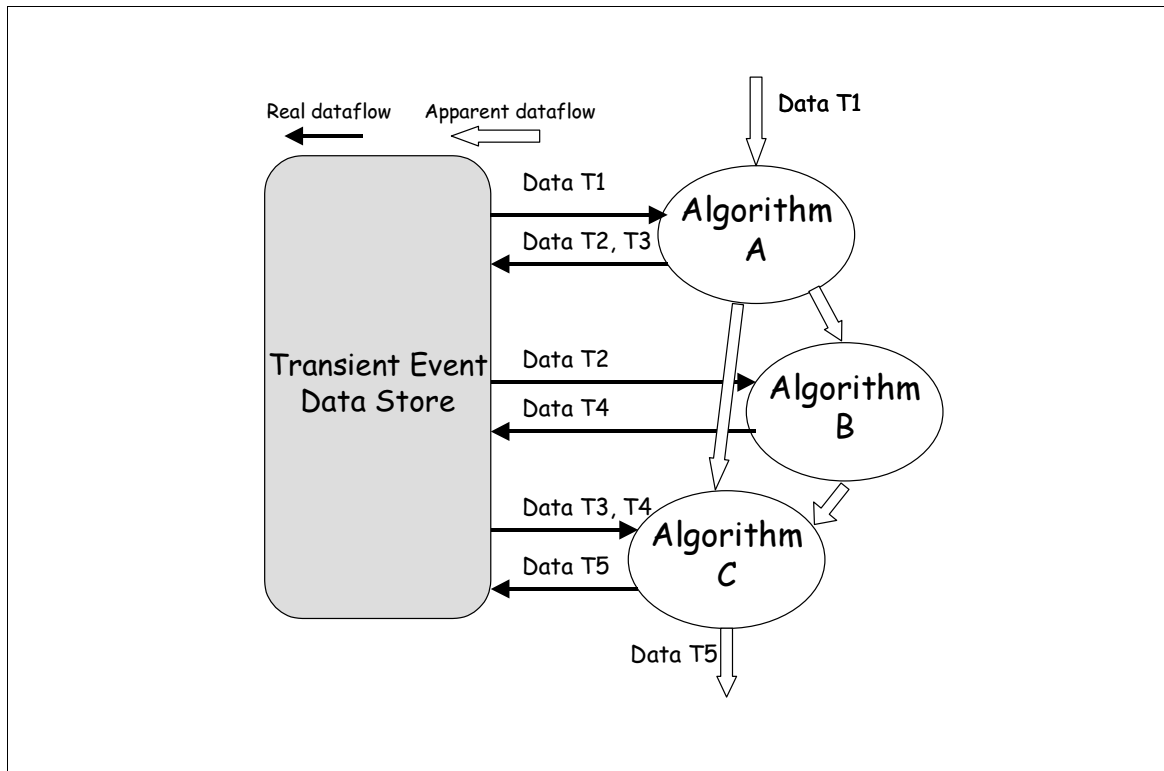 Real dataflow
Apparent dataflow
Data T1
Data T1
Algorithm
A
Data T2, T3
Transient Event
Data Store
Data T2
Algorithm
B
Data T4
Data T3, T4
Algorithm
C
Data T5
Data T5